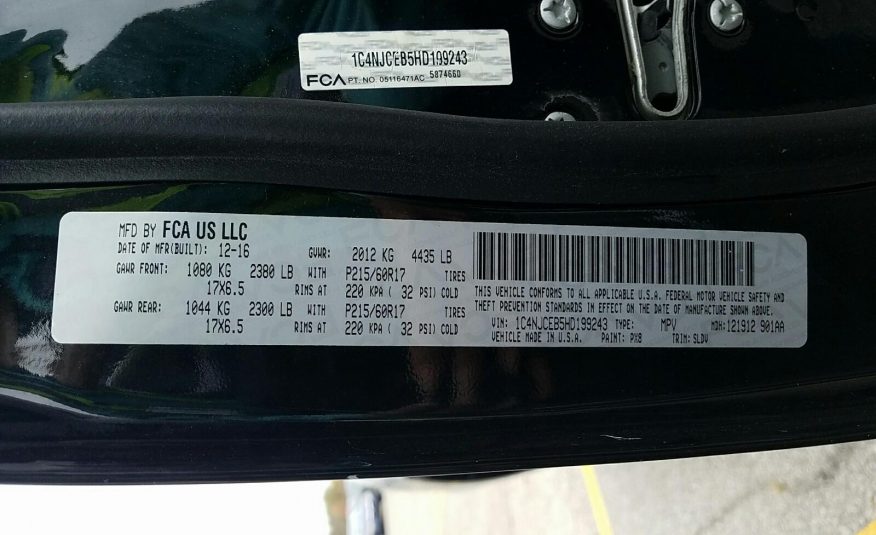 1C4NJCEB5HD199243
FCA PT. NO. 05116471AC 5874660
MFD BY FCA US LLC
DATE OF MFR(BUILT): 12-16 GVWR: 2012 KG 4435 LB
GAWR FRONT: 1080 KG 2380 LB WITH P215/60R17 TIRES
17X6.5 RIMS AT 220 KPA ( 32 PSI) COLD
GAWR REAR: 1044 KG 2300 LB WITH P215/60R17 TIRES
17X6.5 RIMS AT 220 KPA ( 32 PSI) COLD
THIS VEHICLE CONFORMS TO ALL APPLICABLE U.S.A. FEDERAL MOTOR VEHICLE SAFETY AND
THEFT PREVENTION STANDARDS IN EFFECT ON THE DATE OF MANUFACTURE SHOWN ABOVE.
VIN: 1C4NJCEB5HD199243 TYPE: MPV MDH: 121912 901AA
VEHICLE MADE IN U.S.A. PAINT: PX8 TRIM: SLDV